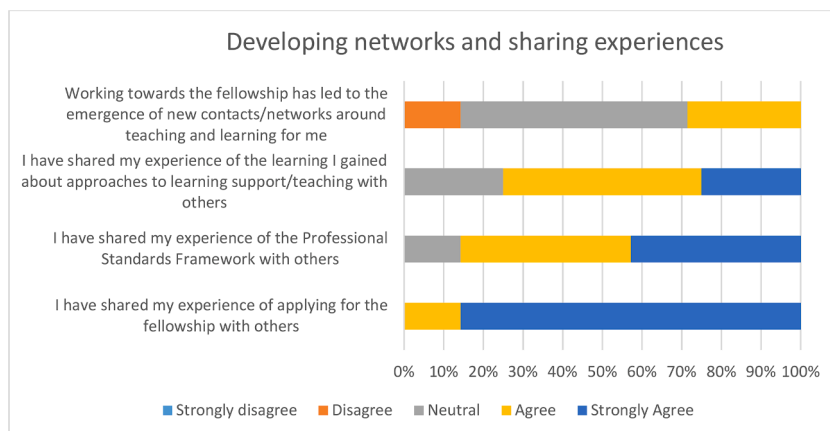 Developing networks and sharing experiences
Working towards the fellowship has led to the
emergence of new contacts/networks around
teaching and learning for me
I have shared my experience of the learning I gained
about approaches to learning support/teaching with
others
I have shared my experience of the Professional
Standards Framework with others
I have shared my experience of applying for the
fellowship with others
0% 10% 20% 30% 40% 50% 60% 70% 80% 90% 100%
Strongly disagree Disagree Neutral Agree Strongly Agree